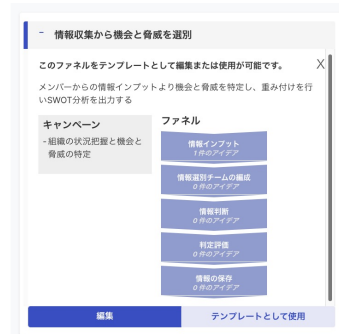 - 情報収集から機会と脅威を選別
このファネルをテンプレートとして編集または使用が可能です。 X
メンバーからの情報インプットより機会と脅威を特定し、重み付けを行
いSWOT分析を出力する
キャンペーン
-組織の状況把握と機会と
脅威の特定
ファネル
情報インプット
1 件のアイデア
情報選別チームの編成
0 件のアイデア
情報判断
0 件のアイデア
判定評価
0 件のアイデア
情報の保存
0 件のアイデア
編集
テンプレートとして使用